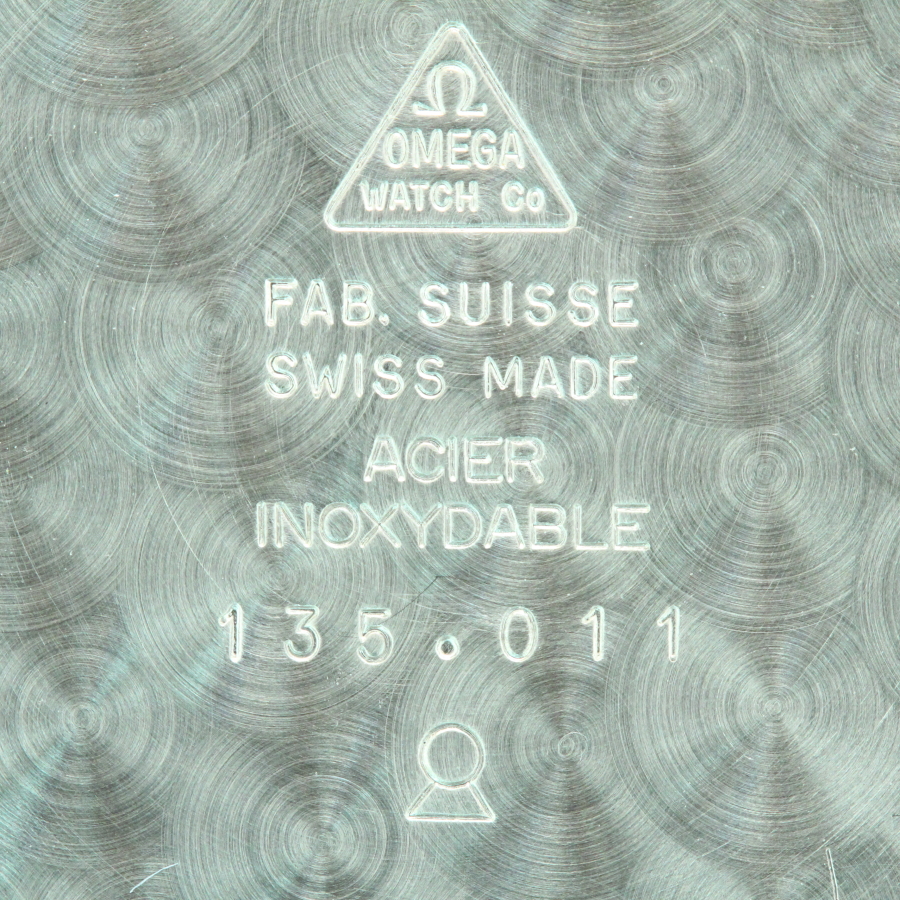 Ω
OMEGA
WATCH Co
FAB. SUISSE
SWISS MADE
ACIER
INOXYDABLE
135.011